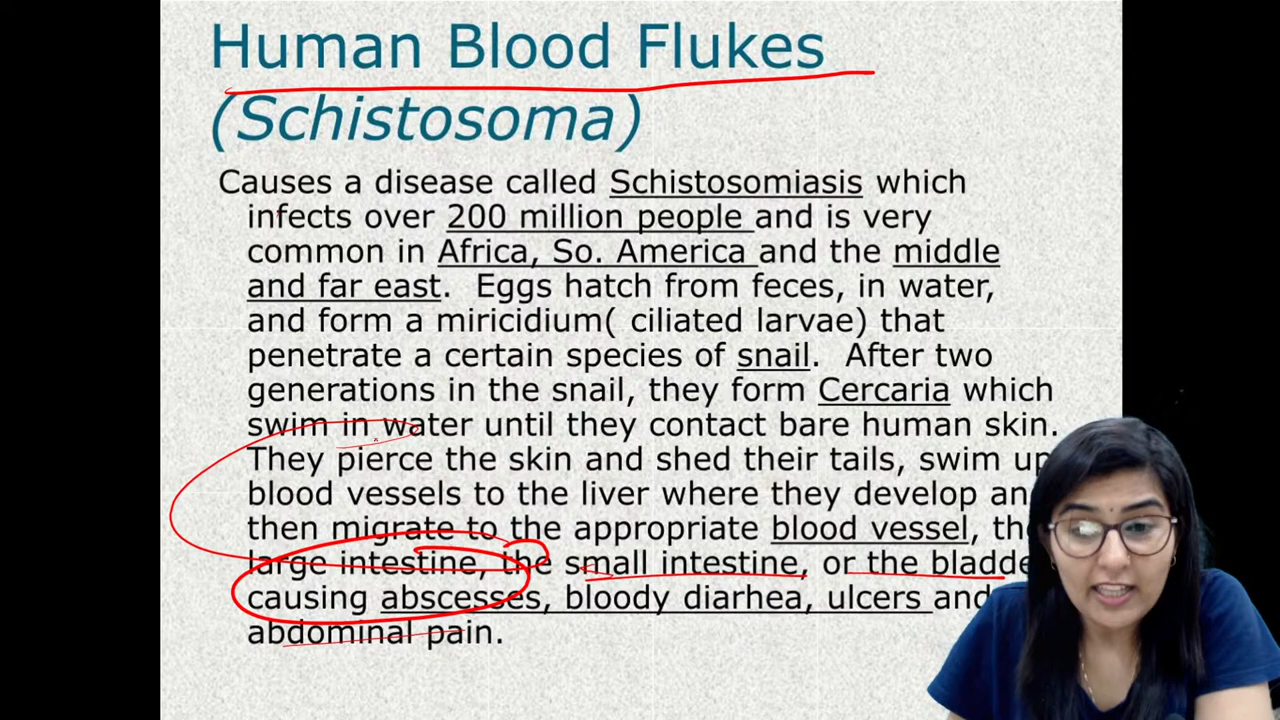 Human Blood Flukes
(Schistosoma)
Causes a disease called Schistosomiasis which
infects over 200 million people and is very
common in Africa, So. America and the middle
and far east. Eggs hatch from feces, in water,
and form a miricidium( ciliated larvae) that
penetrate a certain species of snail. After two
generations in the snail, they form Cercaria which
swim in water until they contact bare human skin.
They pierce the skin and shed their tails, swim up
blood vessels to the liver where they develop
then migrate to the appropriate blood vessel,
large intestine, the small intestine, or the
causing abscesses, bloody diarhea, ulcers and
abdominal pain.